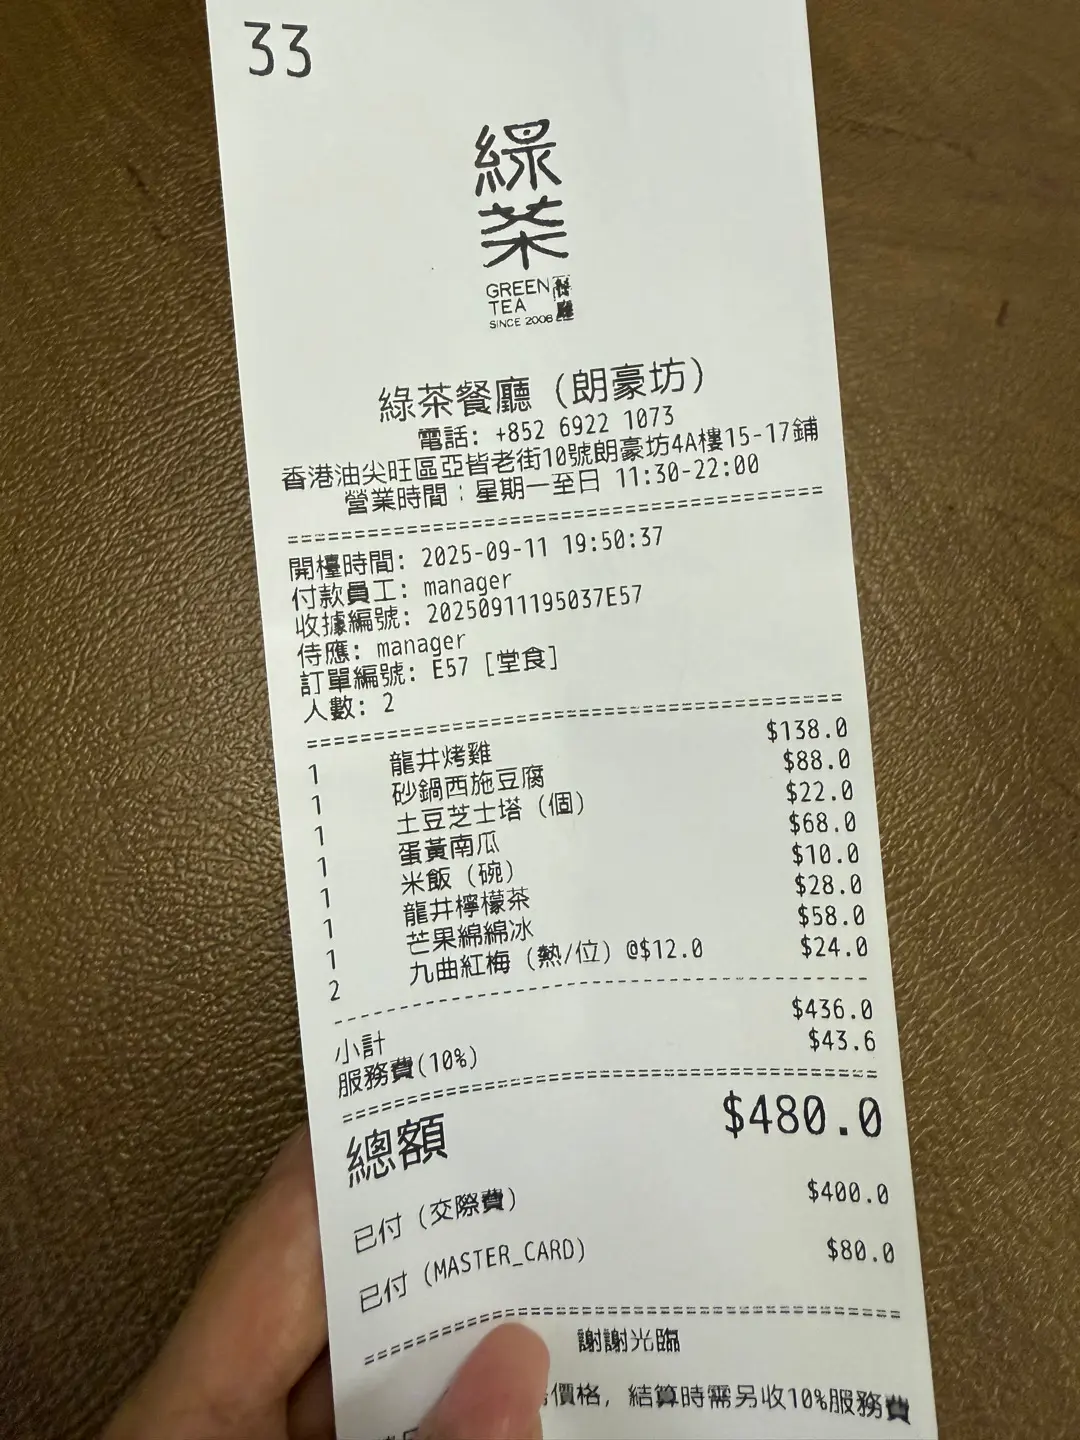 33
綠
茶
GREEN 餐廳
TEA
SINCE 2008
綠茶餐廳 (朗豪坊)
電話: +852 6922 1073
香港油尖旺區亞皆老街10號朗豪坊4A樓15-17鋪
營業時間：星期一至日 11:30-22:00
開檯時間: 2025-09-11 19:50:37
付款員工: manager
收據編號: 20250911195037E57
侍應: manager
訂單編號: E57 [堂食]
人數: 2
1 龍井烤雞 $138.0
1 砂鍋西施豆腐 $88.0
1 土豆芝士塔 (個) $22.0
1 蛋黃南瓜 $68.0
1 米飯 (碗) $10.0
1 龍井檸檬茶 $28.0
1 芒果綿綿冰 $58.0
2 九曲紅梅 (熱/位) @$12.0 $24.0
小計 $436.0
服務費(10%) $43.6
總額 $480.0
已付 (交際費) $400.0
已付 (MASTER_CARD) $80.0
謝謝光臨
價格, 結算時需另收10%服務費